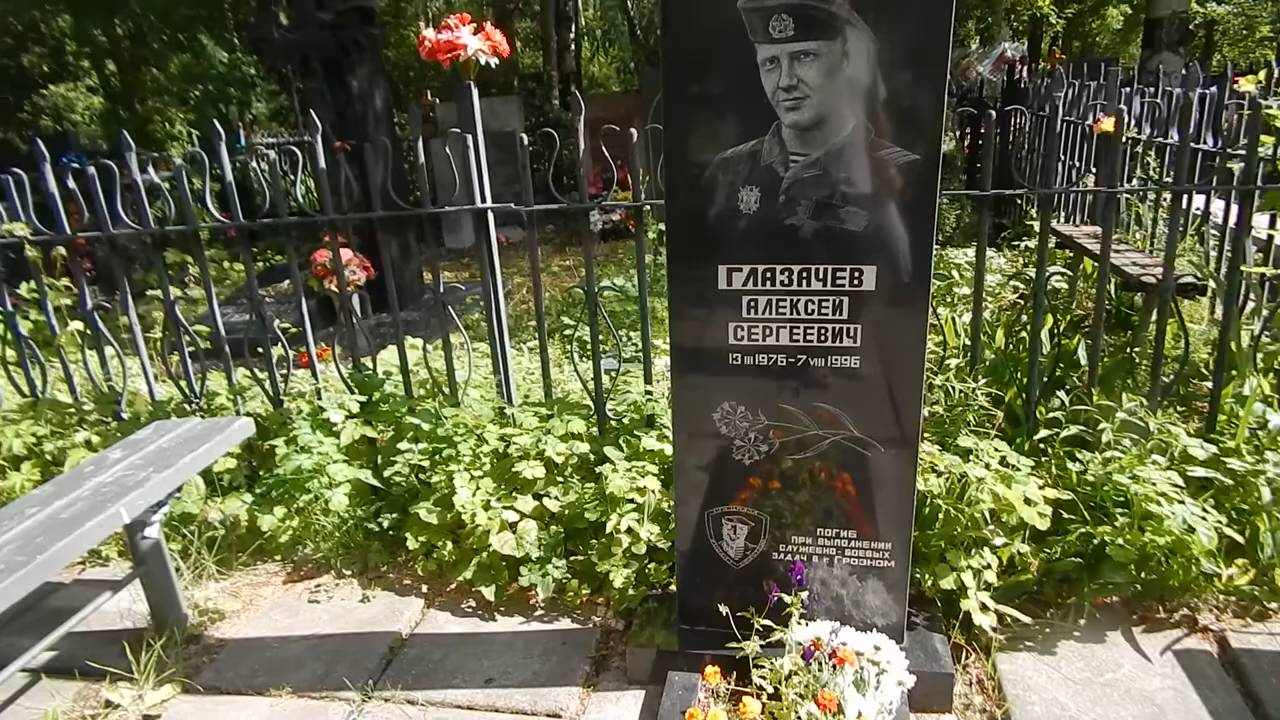 ГЛАЗАЧЕВ
АЛЕКСЕЙ
СЕРГЕЕВИЧ
13 III 1976 – 7 VIII 1996
ПОГИБ
ПРИ ВЫПОЛНЕНИИ
СЛУЖЕБНО-БОЕВЫХ
ЗАДАЧ В г. ГРОЗНОМ